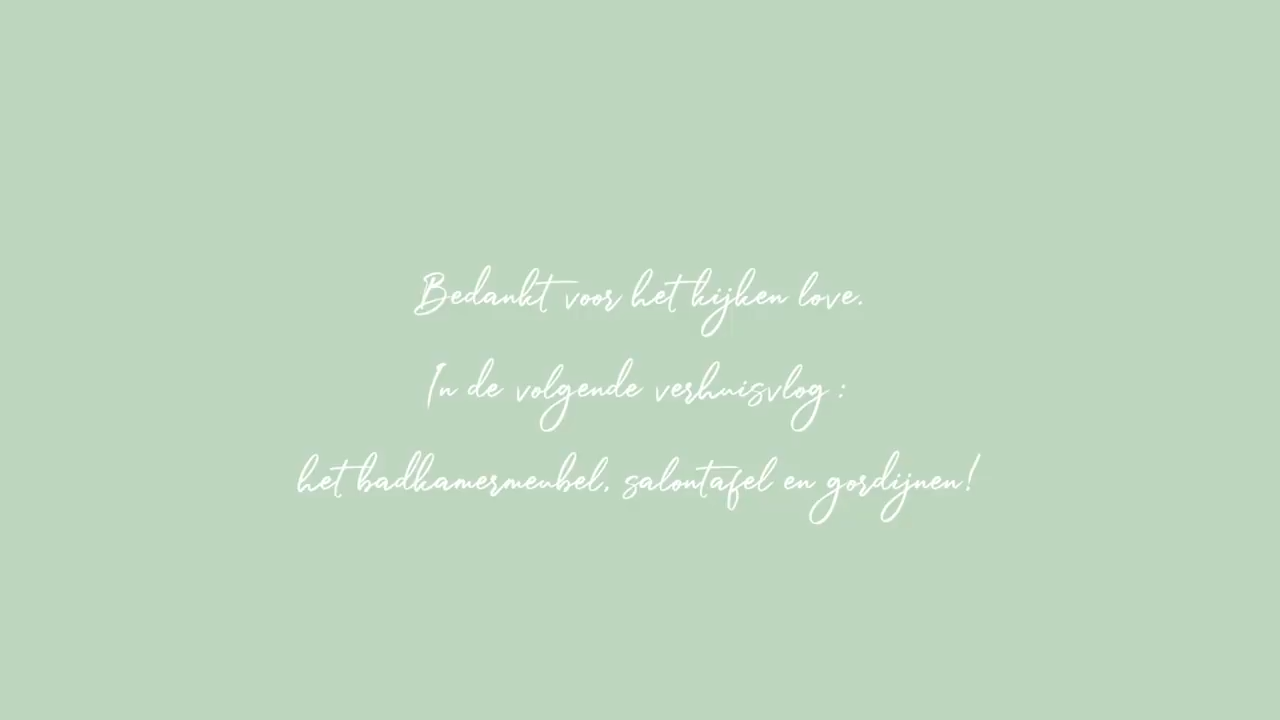 Bedankt voor het kijken love.
In de volgende verhuisvlog :
het badkamermeubel, salontafel en gordijnen!